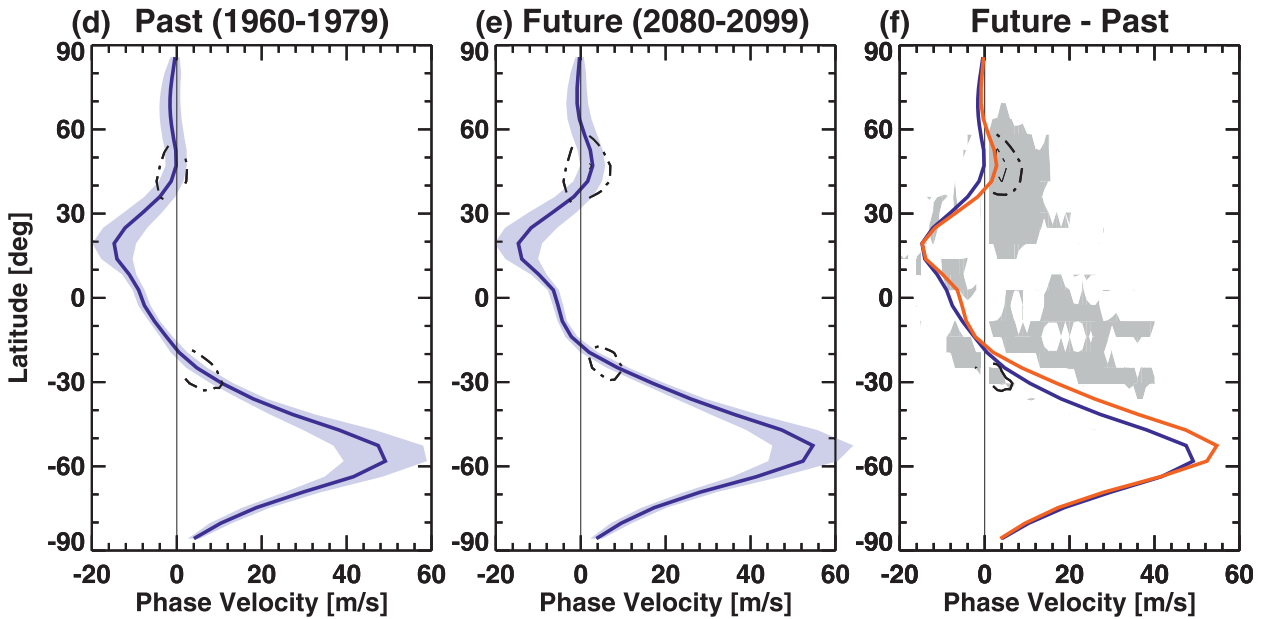 (d) Past (1960-1979) (e) Future (2080-2099) (f) Future - Past
90 90 90
60 60 60
30 30 30
0 0 0
-30 -30 -30
-60 -60 -60
-90 -90 -90
Latitude [deg]
-20 0 20 40 60 -20 0 20 40 60 -20 0 20 40 60
Phase Velocity [m/s] Phase Velocity [m/s] Phase Velocity [m/s]